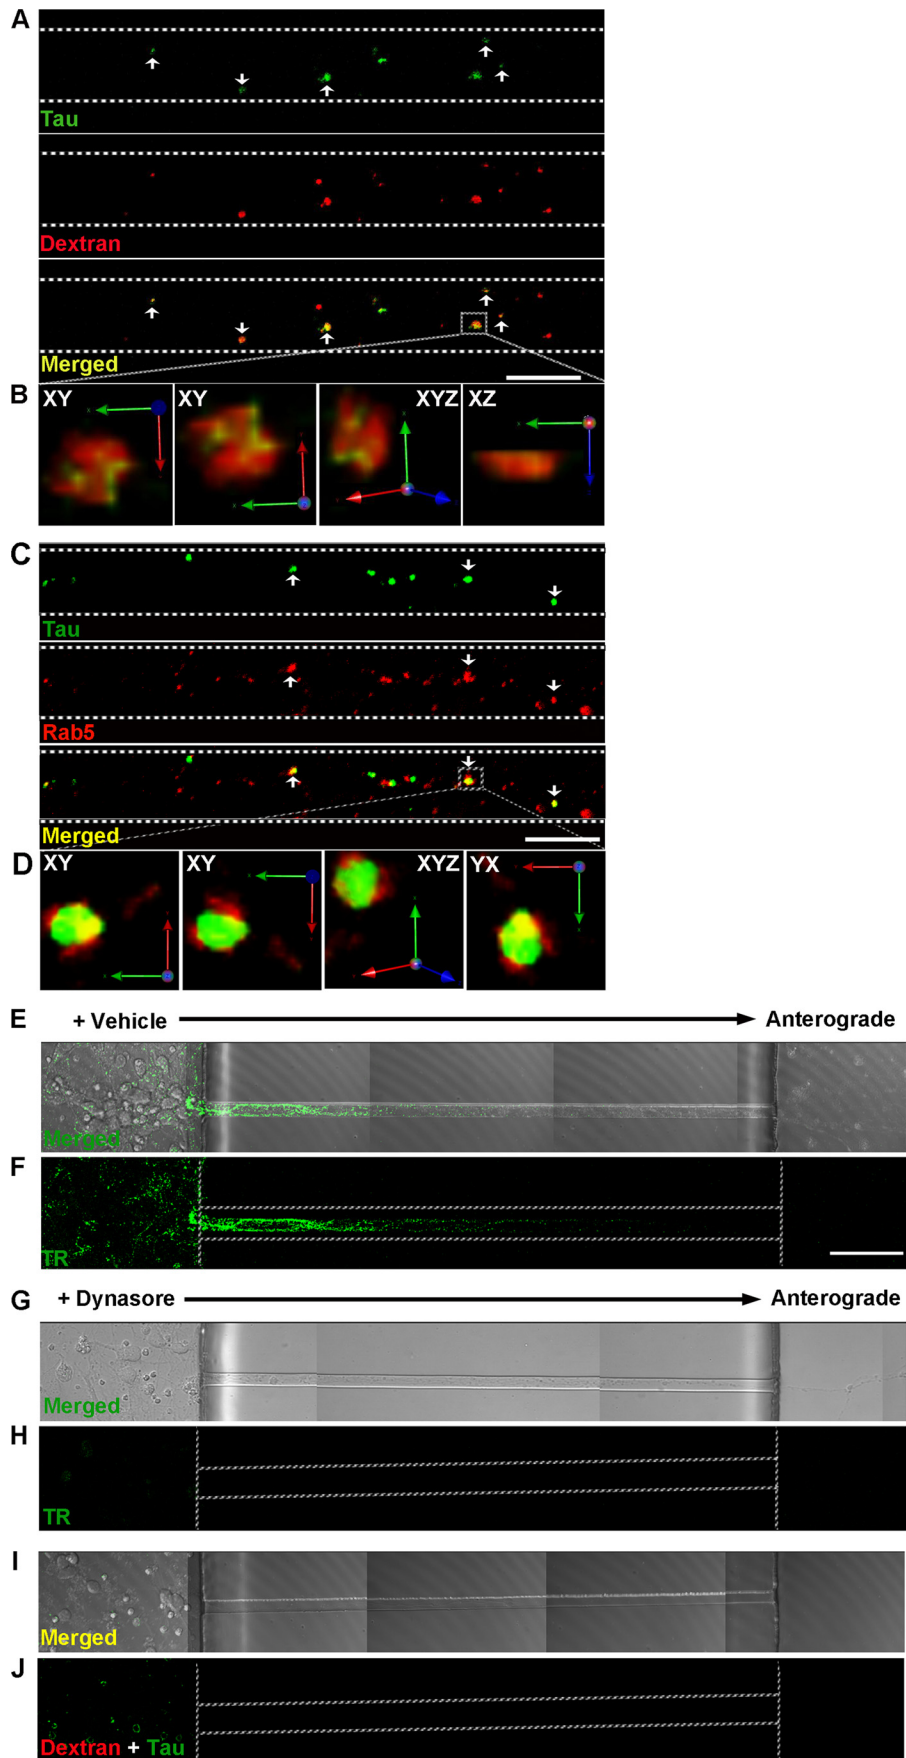 A
Tau
Dextran
Merged
B
XY
XY
XYZ
XZ
C
Tau
Rab5
Merged
D
XY
XY
XYZ
YX
E
+ Vehicle
Anterograde
Merged
F
TR
G
+ Dynasore
Anterograde
Merged
H
TR
I
Merged
J
Dextran + Tau